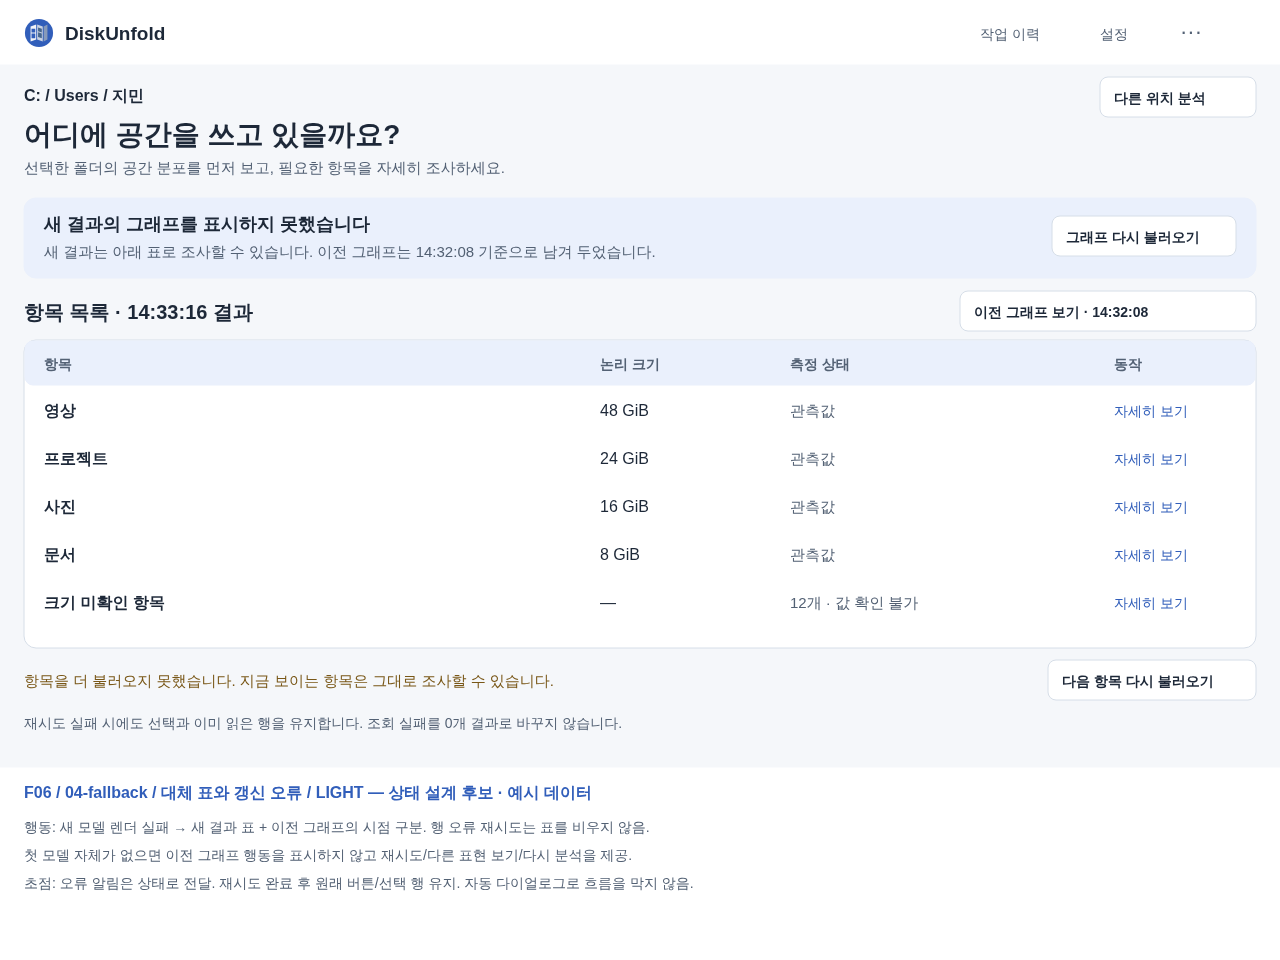 DiskUnfold
작업 이력 설정 ···
C: / Users / 지민
다른 위치 분석
어디에 공간을 쓰고 있을까요?
선택한 폴더의 공간 분포를 먼저 보고, 필요한 항목을 자세히 조사하세요.
새 결과의 그래프를 표시하지 못했습니다
새 결과는 아래 표로 조사할 수 있습니다. 이전 그래프는 14:32:08 기준으로 남겨 두었습니다.
그래프 다시 불러오기
항목 목록 · 14:33:16 결과
이전 그래프 보기 · 14:32:08
항목 논리 크기 측정 상태 동작
영상 48 GiB 관측값 자세히 보기
프로젝트 24 GiB 관측값 자세히 보기
사진 16 GiB 관측값 자세히 보기
문서 8 GiB 관측값 자세히 보기
크기 미확인 항목 — 12개 · 값 확인 불가 자세히 보기
항목을 더 불러오지 못했습니다. 지금 보이는 항목은 그대로 조사할 수 있습니다.
다음 항목 다시 불러오기
재시도 실패 시에도 선택과 이미 읽은 행을 유지합니다. 조회 실패를 0개 결과로 바꾸지 않습니다.
F06 / 04-fallback / 대체 표와 갱신 오류 / LIGHT — 상태 설계 후보 · 예시 데이터
행동: 새 모델 렌더 실패 → 새 결과 표 + 이전 그래프의 시점 구분. 행 오류 재시도는 표를 비우지 않음.
첫 모델 자체가 없으면 이전 그래프 행동을 표시하지 않고 재시도/다른 표현 보기/다시 분석을 제공.
초점: 오류 알림은 상태로 전달. 재시도 완료 후 원래 버튼/선택 행 유지. 자동 다이얼로그로 흐름을 막지 않음.